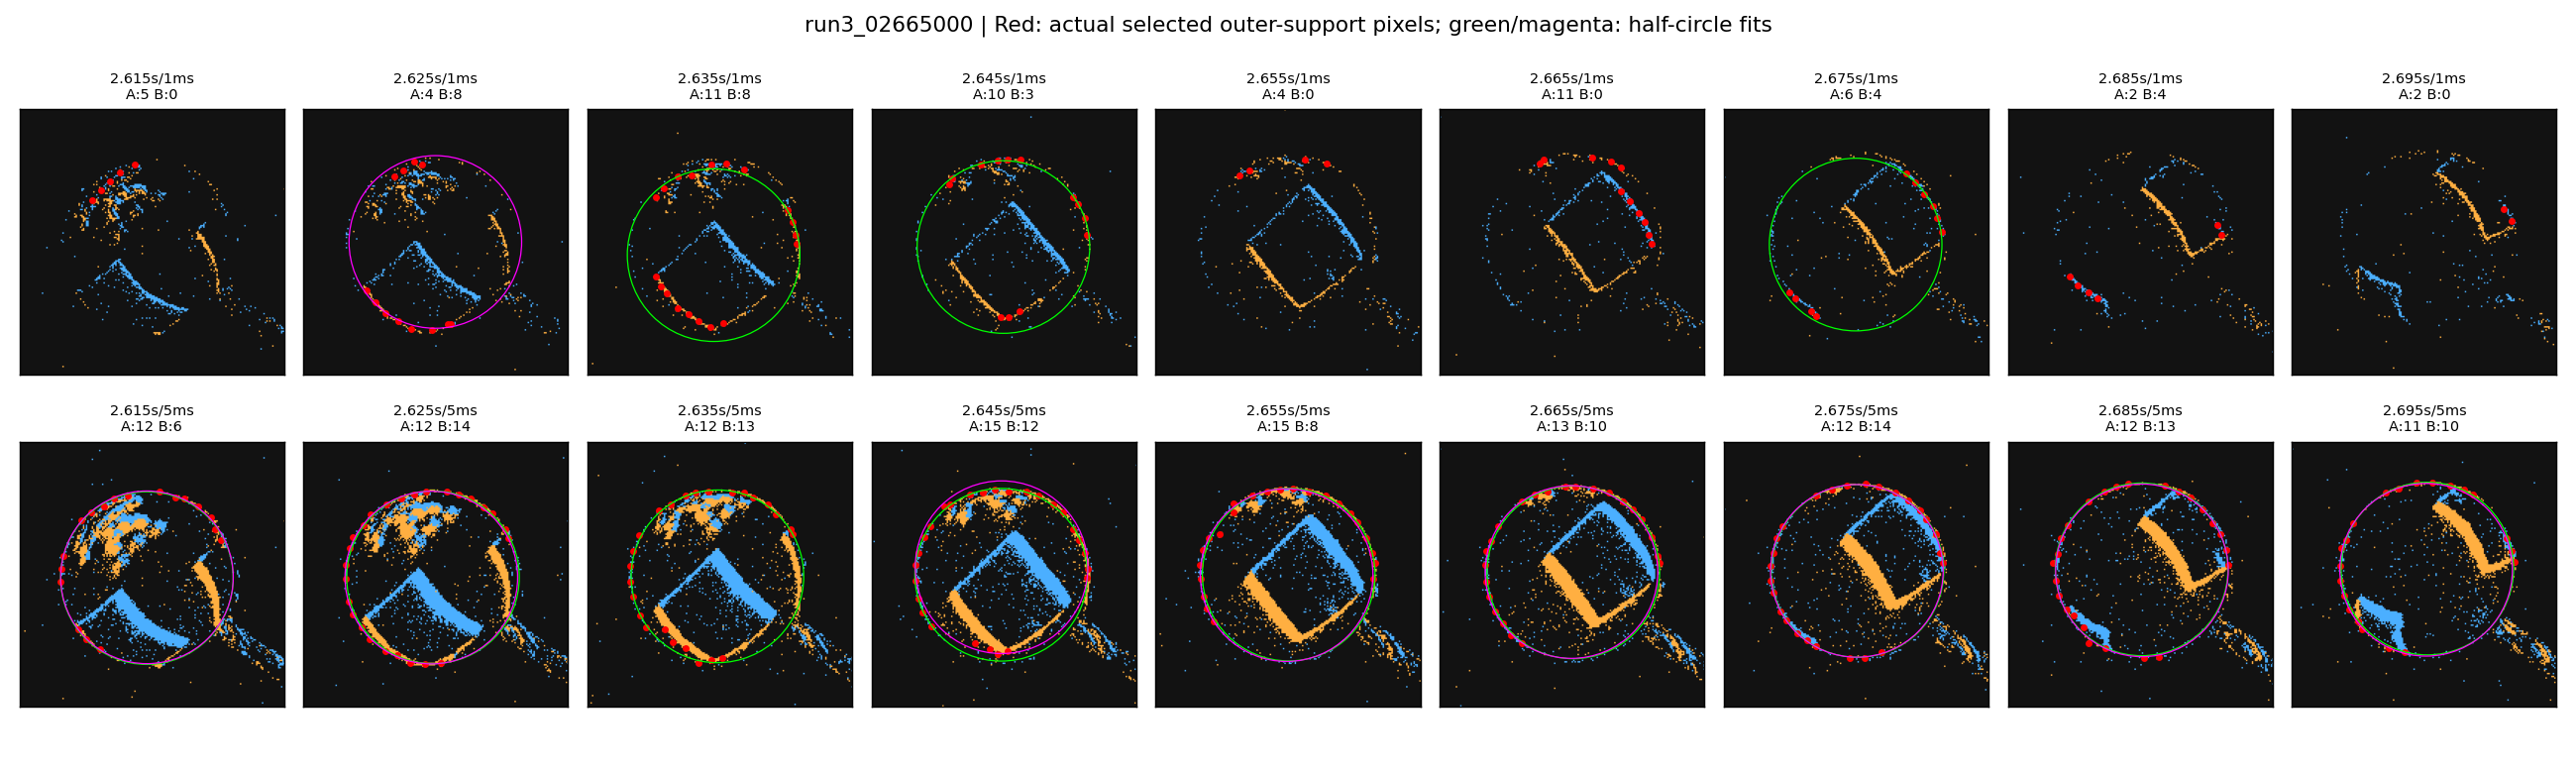 run3_02665000 | Red: actual selected outer-support pixels; green/magenta: half-circle fits
2.615s/1ms
A:5 B:0
2.625s/1ms
A:4 B:8
2.635s/1ms
A:11 B:8
2.645s/1ms
A:10 B:3
2.655s/1ms
A:4 B:0
2.665s/1ms
A:11 B:0
2.675s/1ms
A:6 B:4
2.685s/1ms
A:2 B:4
2.695s/1ms
A:2 B:0
2.615s/5ms
A:12 B:6
2.625s/5ms
A:12 B:14
2.635s/5ms
A:12 B:13
2.645s/5ms
A:15 B:12
2.655s/5ms
A:15 B:8
2.665s/5ms
A:13 B:10
2.675s/5ms
A:12 B:14
2.685s/5ms
A:12 B:13
2.695s/5ms
A:11 B:10